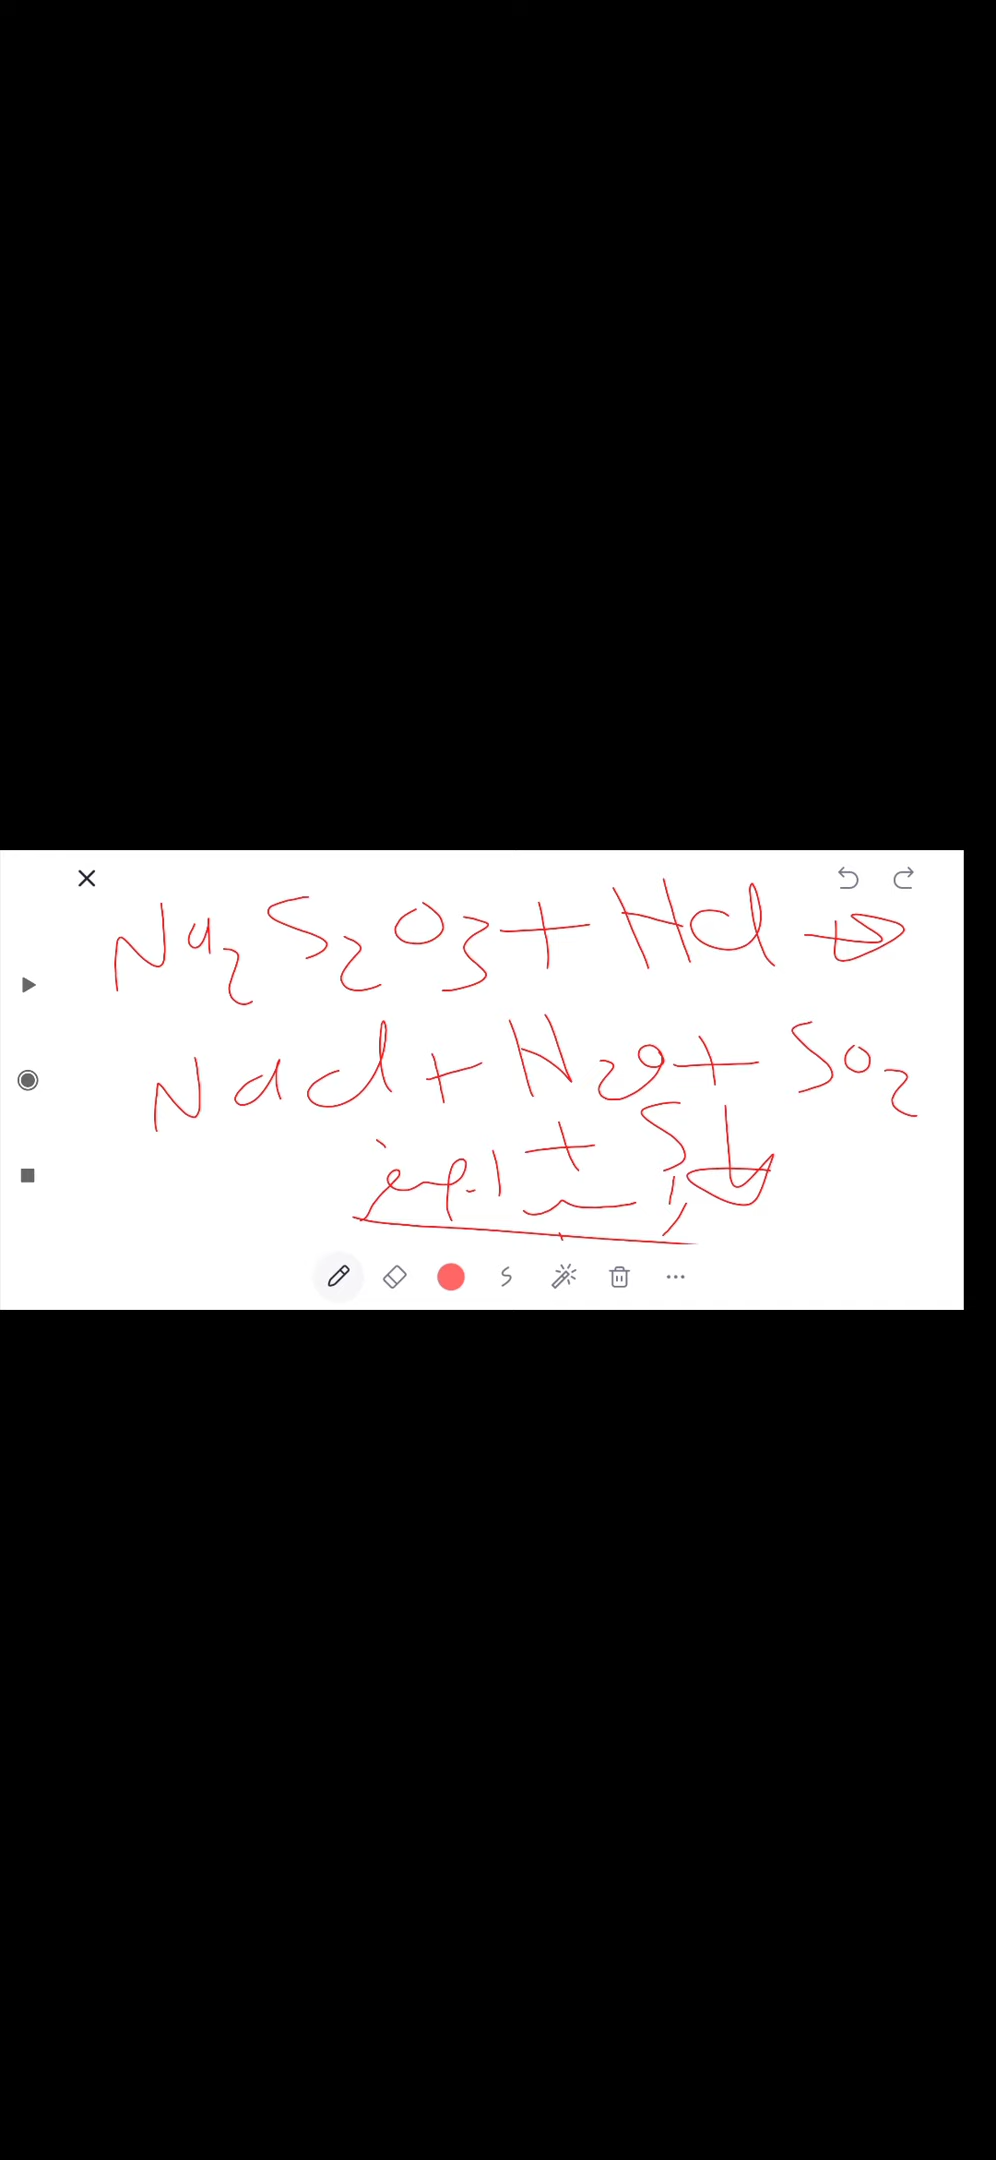 Na2S2O3 + HCl →
NaCl + H2O + SO2
+ S ↓